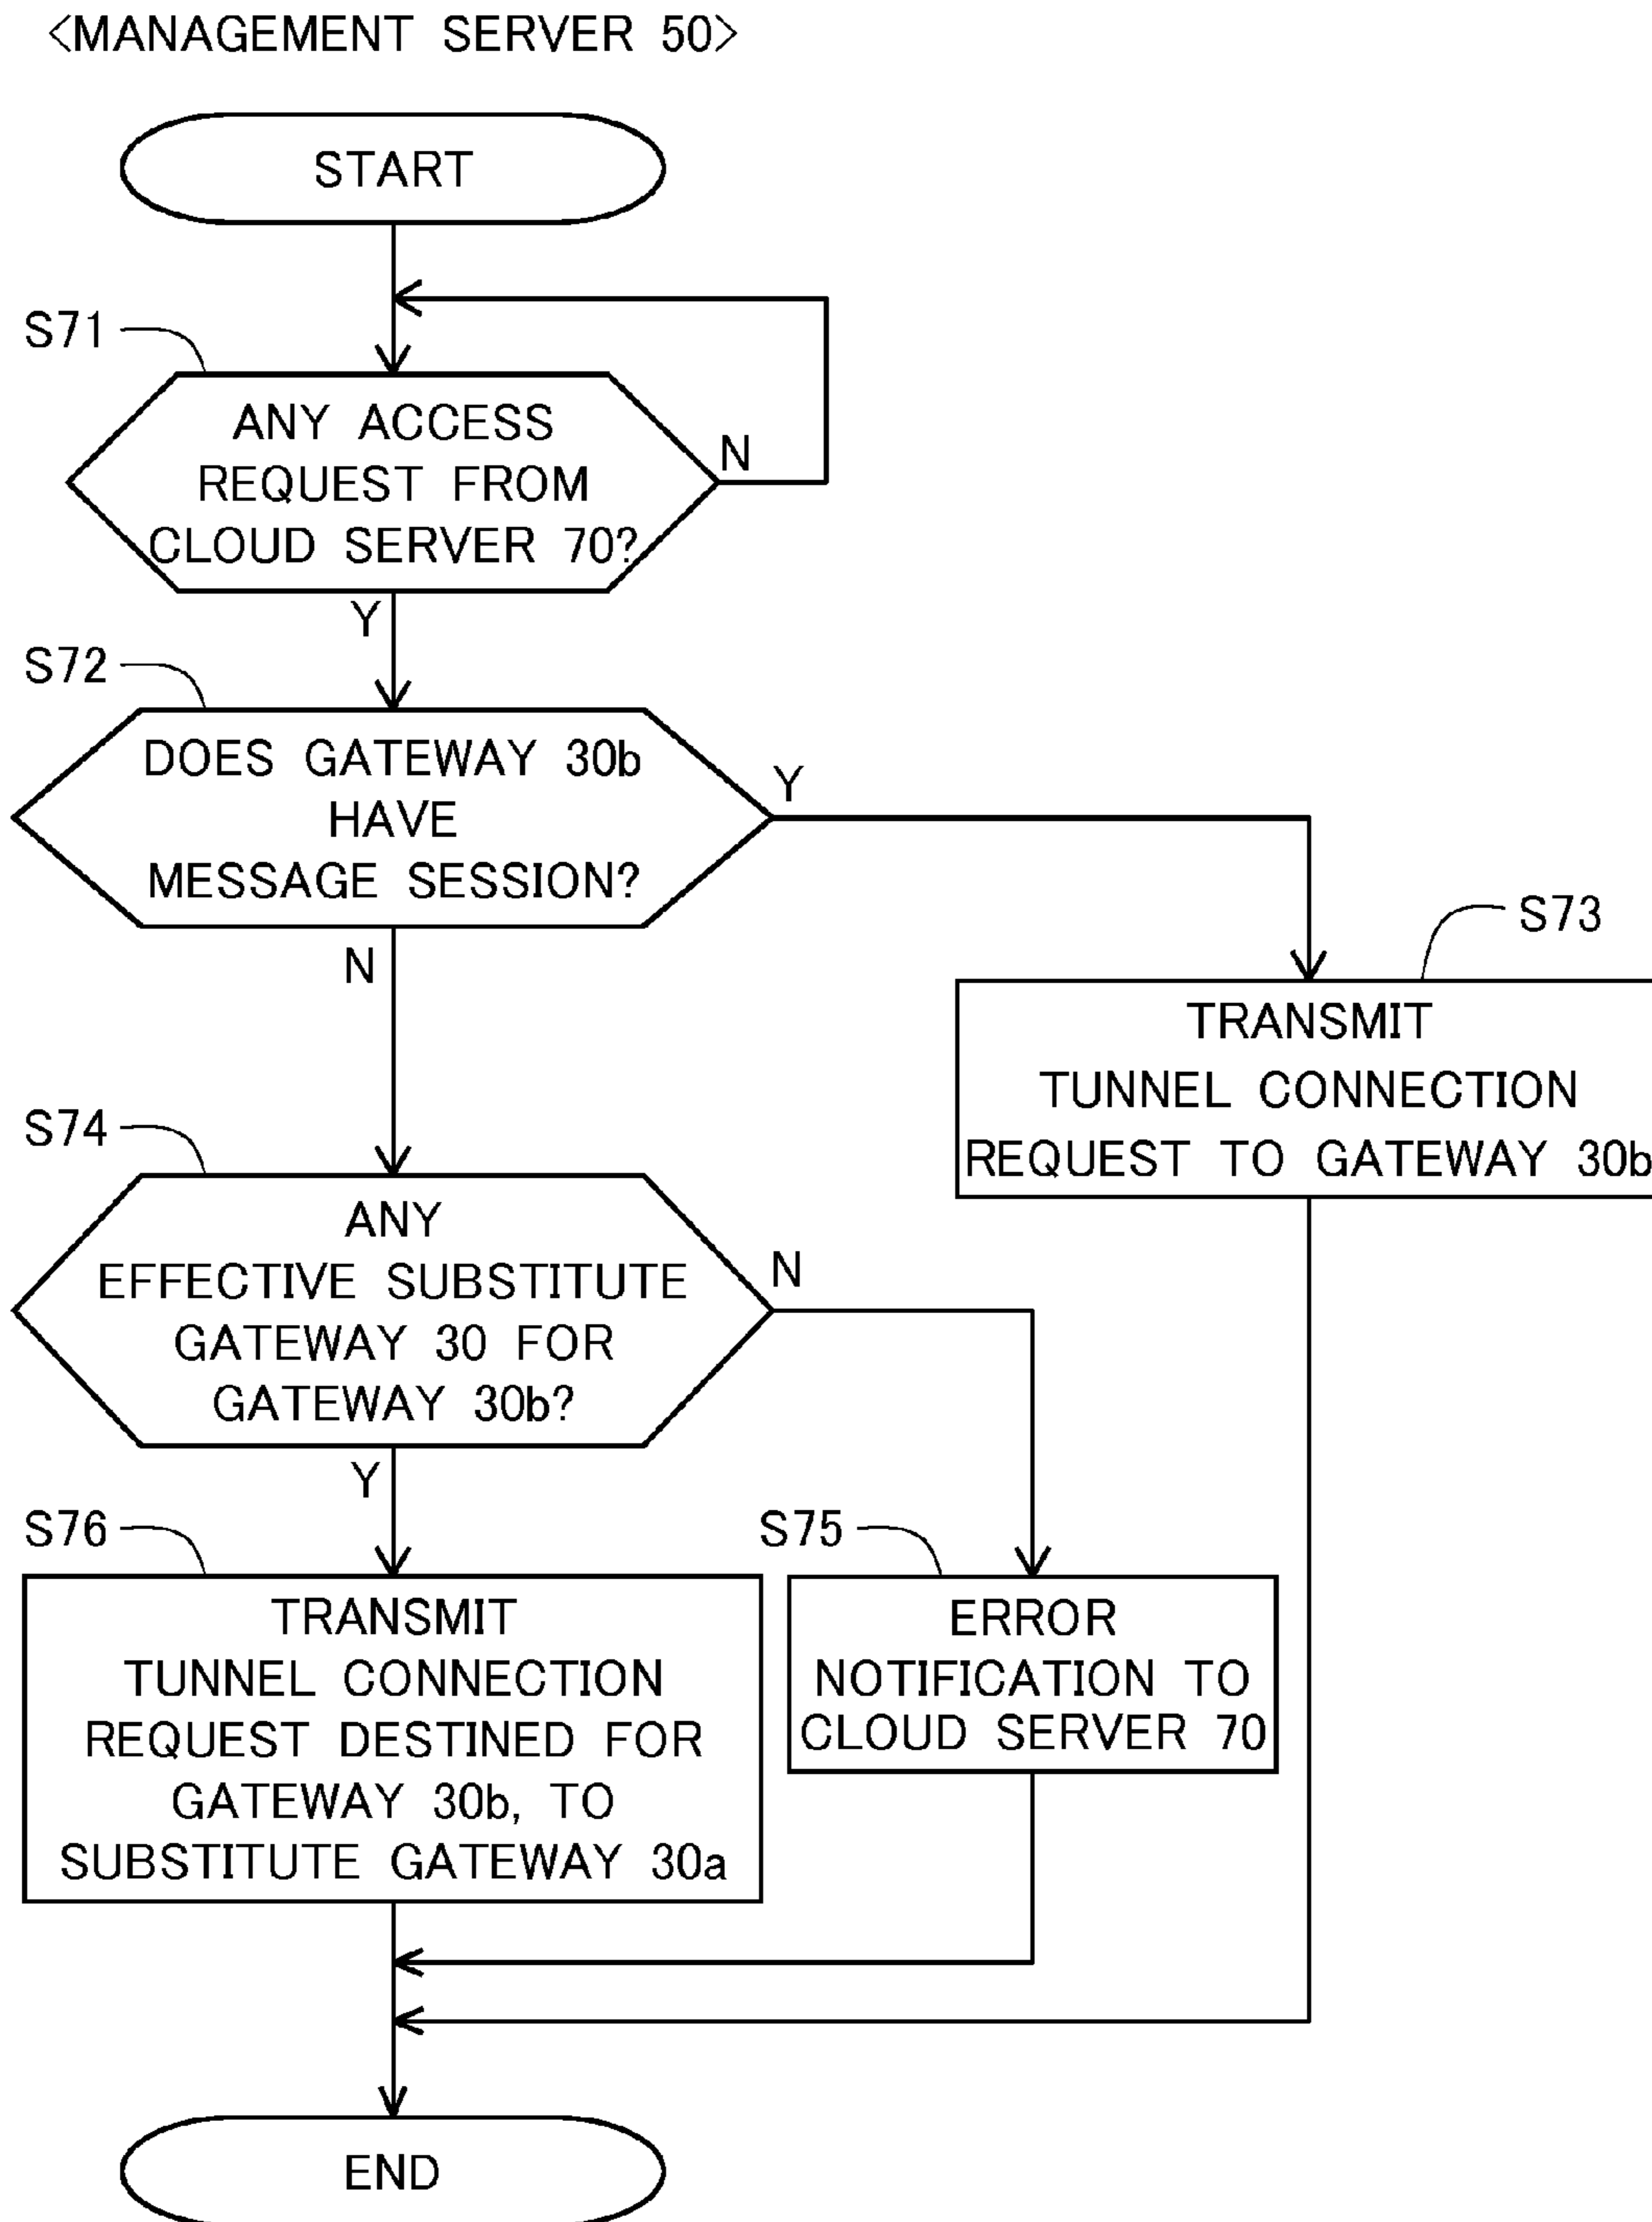 <MANAGEMENT SERVER 50>
START
S71
ANY ACCESS
REQUEST FROM
CLOUD SERVER 70?
N
Y
S72
DOES GATEWAY 30b
HAVE
MESSAGE SESSION?
Y
N
S73
TRANSMIT
TUNNEL CONNECTION
REQUEST TO GATEWAY 30b
S74
ANY
EFFECTIVE SUBSTITUTE
GATEWAY 30 FOR
GATEWAY 30b?
N
Y
S76
TRANSMIT
TUNNEL CONNECTION
REQUEST DESTINED FOR
GATEWAY 30b, TO
SUBSTITUTE GATEWAY 30a
S75
ERROR
NOTIFICATION TO
CLOUD SERVER 70
END